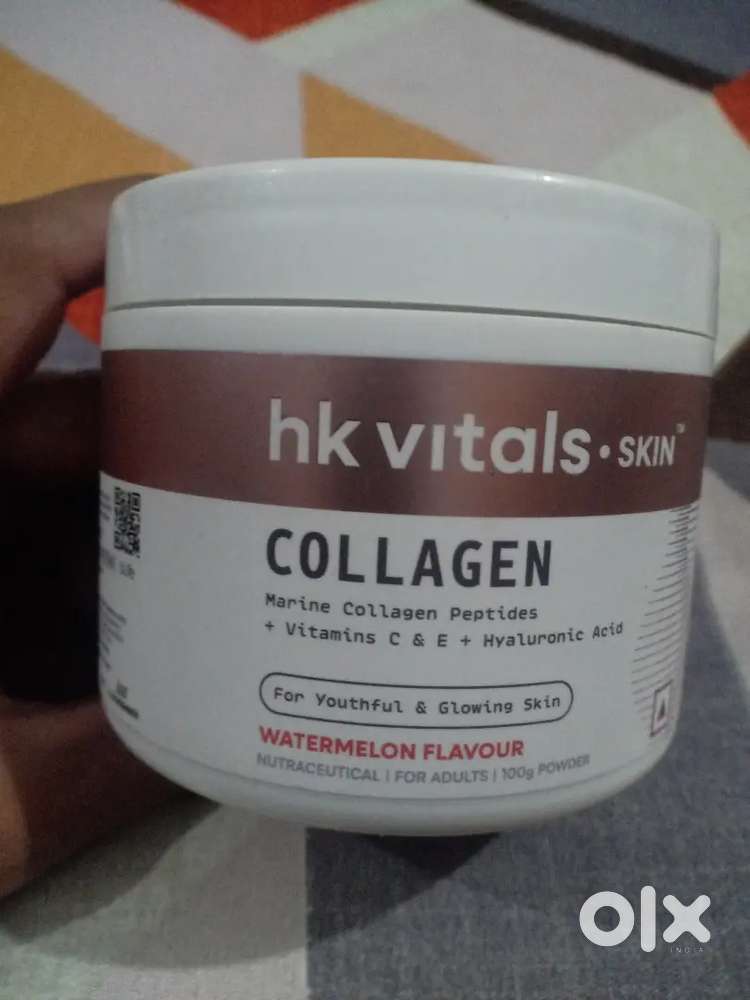 hk vitals • SKIN™
COLLAGEN
Marine Collagen Peptides
+ Vitamins C & E + Hyaluronic Acid
For Youthful & Glowing Skin
WATERMELON FLAVOUR
NUTRACEUTICAL | FOR ADULTS | 100g POWDER
olx
INDIA